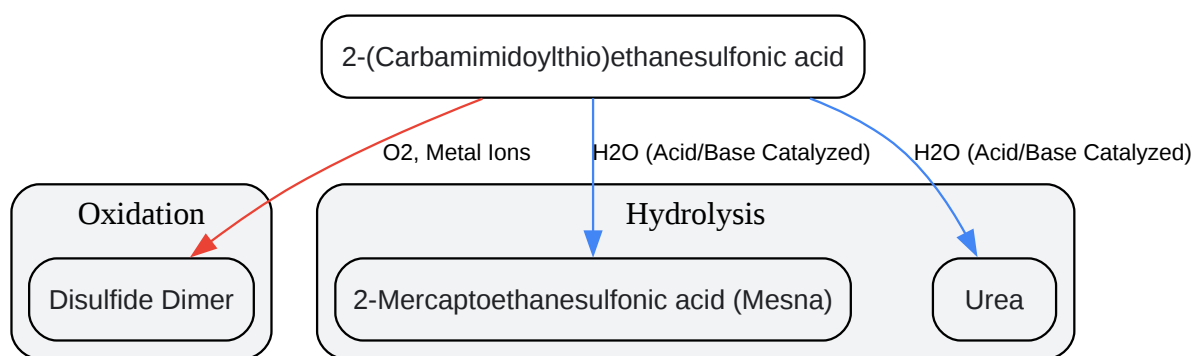 2-(Carbamimidoylthio)ethanesulfonic acid
O2, Metal Ions
H2O (Acid/Base Catalyzed)
H2O (Acid/Base Catalyzed)
Oxidation
Hydrolysis
Disulfide Dimer
2-Mercaptoethanesulfonic acid (Mesna)
Urea